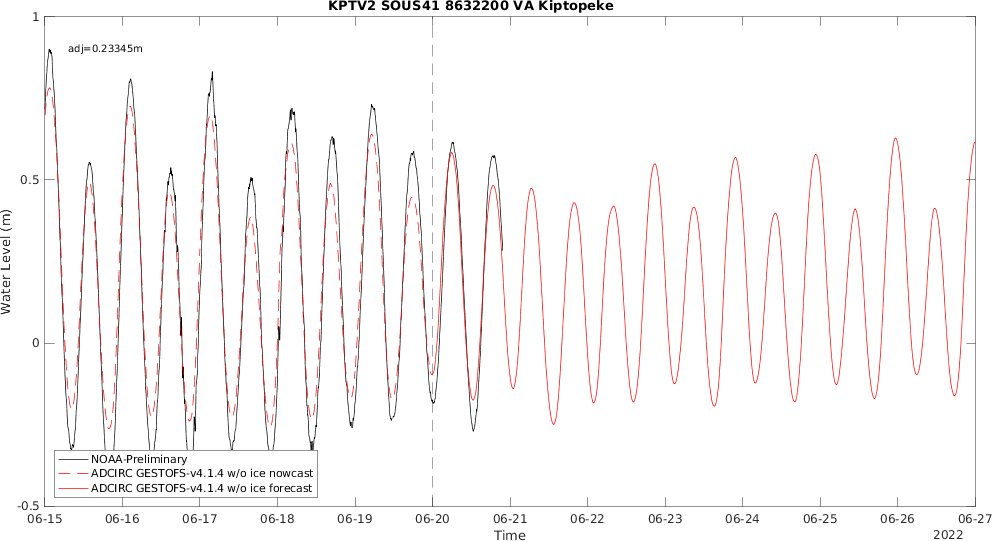 KPTV2 SOUS41 8632200 VA Kiptopeke
adj=0.23345m
1
0.5
0
-0.5
Water Level (m)
NOAA-Preliminary
ADCIRC GESTOFS-v4.1.4 w/o ice nowcast
ADCIRC GESTOFS-v4.1.4 w/o ice forecast
06-15 06-16 06-17 06-18 06-19 06-20 06-21 06-22 06-23 06-24 06-25 06-26 06-27
Time
2022